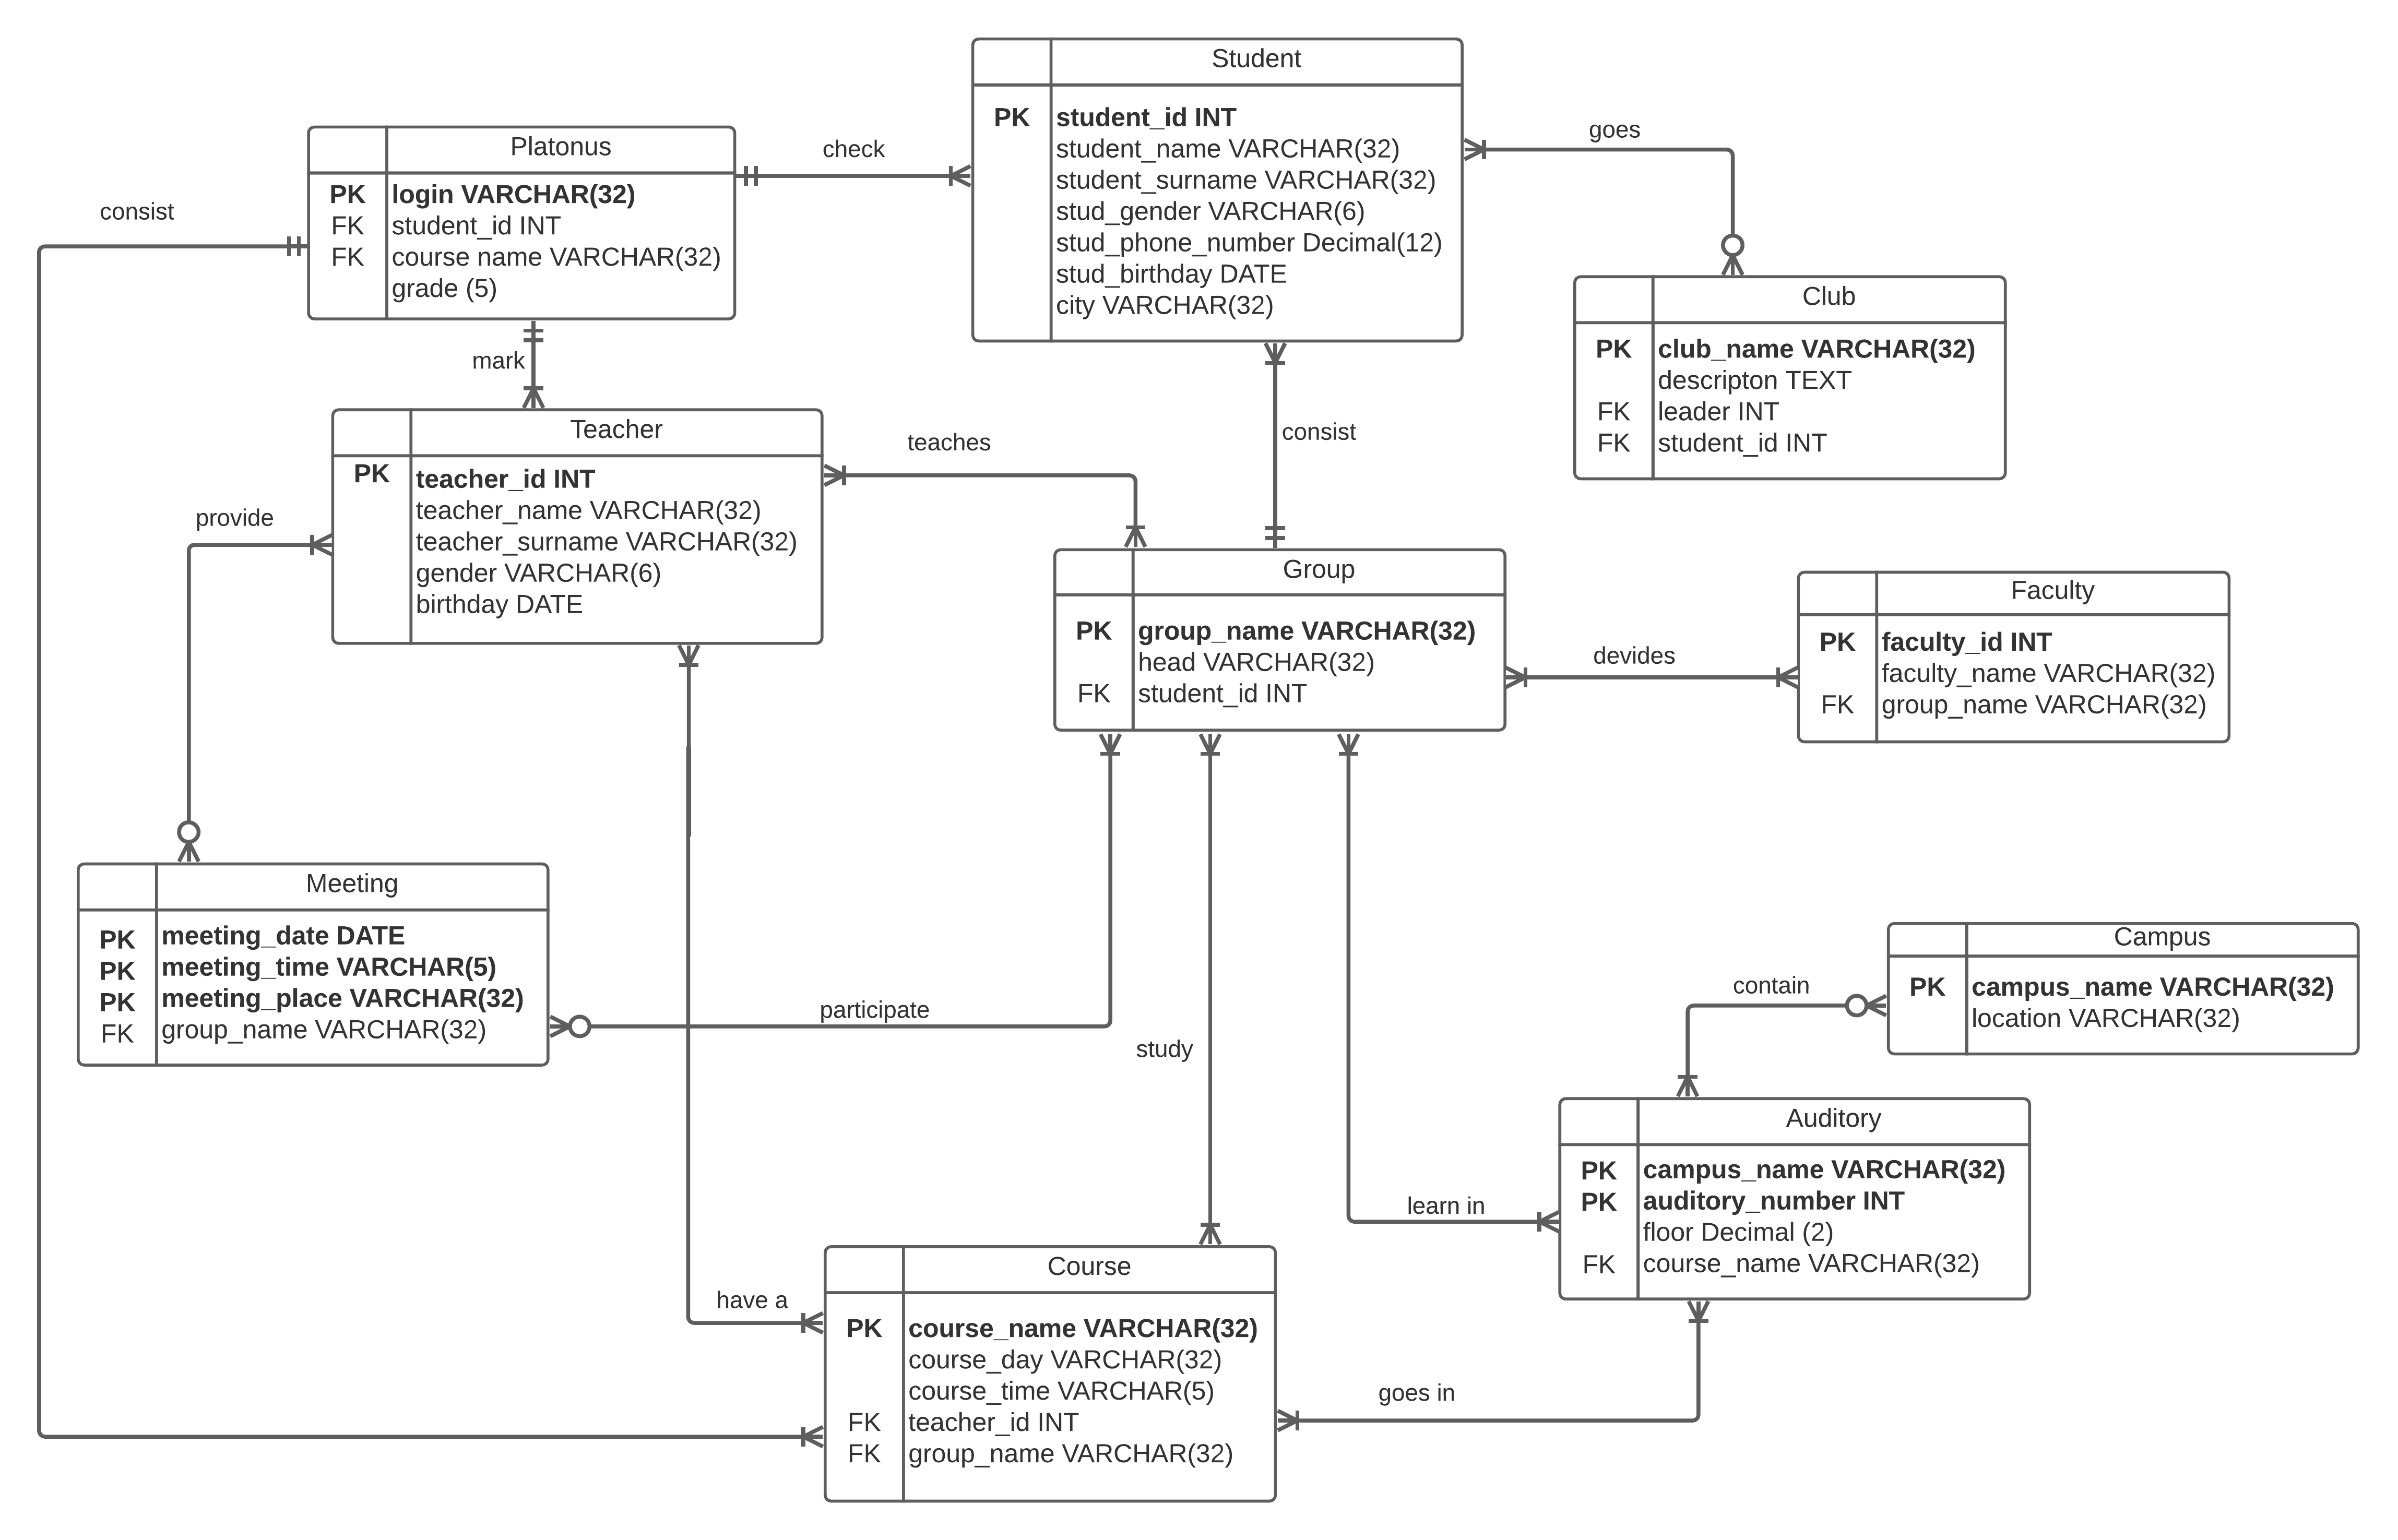 Student
PK student_id INT
student_name VARCHAR(32)
student_surname VARCHAR(32)
stud_gender VARCHAR(6)
stud_phone_number Decimal(12)
stud_birthday DATE
city VARCHAR(32)
Platonus
PK login VARCHAR(32)
FK student_id INT
FK course name VARCHAR(32)
grade (5)
check
goes
consist
Club
PK club_name VARCHAR(32)
descripton TEXT
FK leader INT
FK student_id INT
mark
Teacher
PK teacher_id INT
teacher_name VARCHAR(32)
teacher_surname VARCHAR(32)
gender VARCHAR(6)
birthday DATE
teaches
consist
provide
Group
PK group_name VARCHAR(32)
head VARCHAR(32)
FK student_id INT
devides
Faculty
PK faculty_id INT
faculty_name VARCHAR(32)
FK group_name VARCHAR(32)
Meeting
PK meeting_date DATE
PK meeting_time VARCHAR(5)
PK meeting_place VARCHAR(32)
FK group_name VARCHAR(32)
participate
study
contain
Campus
PK campus_name VARCHAR(32)
location VARCHAR(32)
Auditory
PK campus_name VARCHAR(32)
PK auditory_number INT
floor Decimal (2)
FK course_name VARCHAR(32)
learn in
have a
Course
PK course_name VARCHAR(32)
course_day VARCHAR(32)
course_time VARCHAR(5)
FK teacher_id INT
FK group_name VARCHAR(32)
goes in